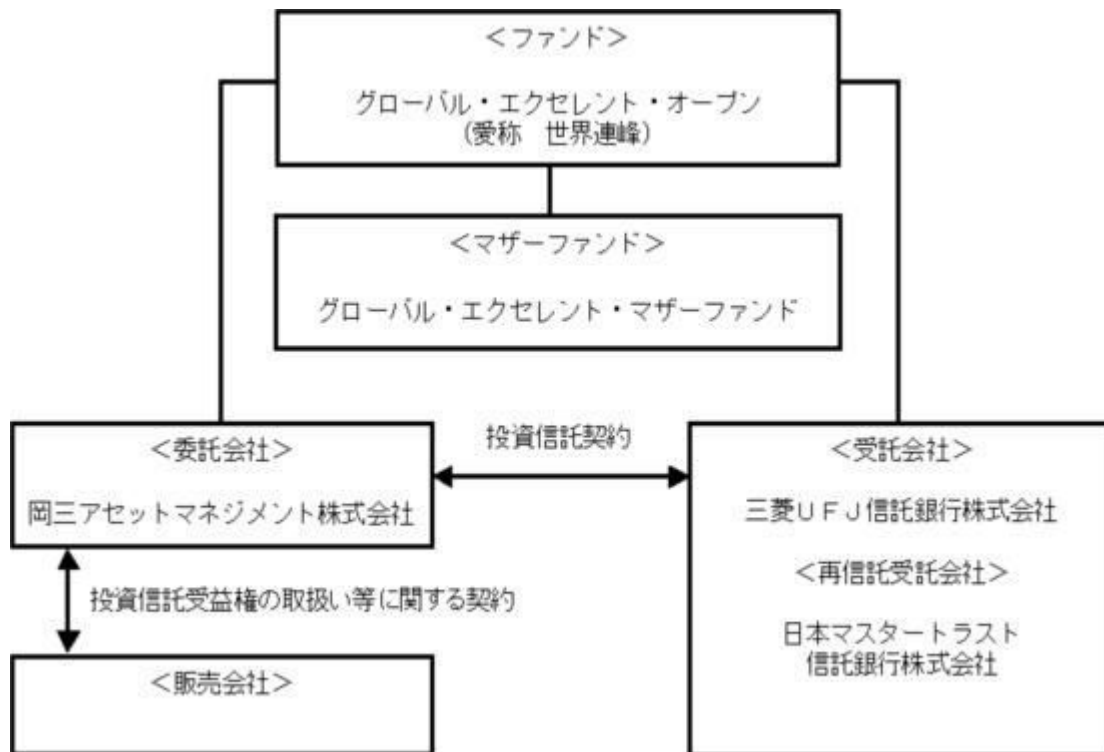 ＜ファンド＞
グローバル・エクセレント・オープン
(愛称　世界連峰)
＜マザーファンド＞
グローバル・エクセレント・マザーファンド
＜委託会社＞
岡三アセットマネジメント株式会社
投資信託契約
＜受託会社＞
三菱ＵＦＪ信託銀行株式会社
＜再信託受託会社＞
日本マスタートラスト
信託銀行株式会社
投資信託受益権の取扱い等に関する契約
＜販売会社＞